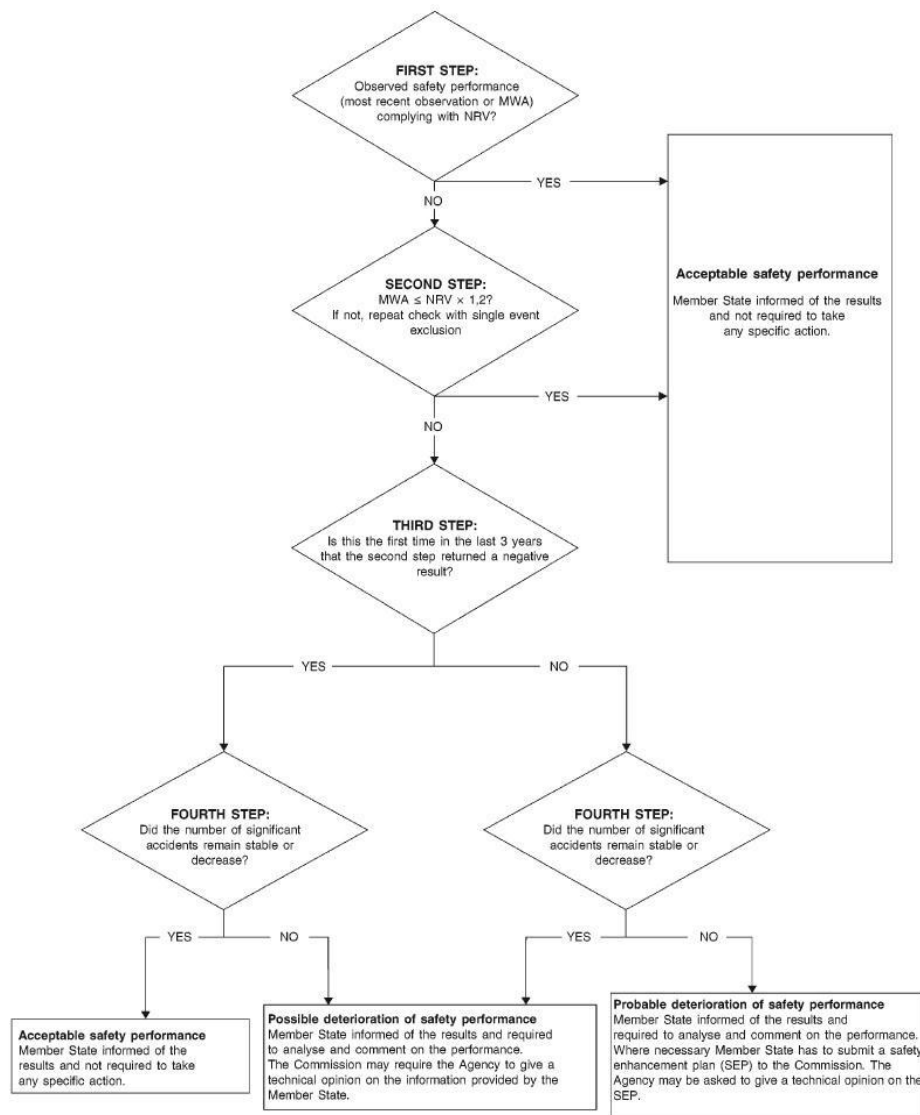 FIRST STEP:
Observed safety performance
(most recent observation or MWA)
complying with NRV?
YES
NO
SECOND STEP:
MWA ≤ NRV × 1,2?
If not, repeat check with single event
exclusion
YES
NO
Acceptable safety performance
Member State informed of the results
and not required to take
any specific action.
THIRD STEP:
Is this the first time in the last 3 years
that the second step returned a negative
result?
YES
NO
FOURTH STEP:
Did the number of significant
accidents remain stable or
decrease?
FOURTH STEP:
Did the number of significant
accidents remain stable or
decrease?
YES
NO
YES
NO
Acceptable safety performance
Member State informed of the
results and not required to take
any specific action.
Possible deterioration of safety performance
Member State informed of the results and required
to analyse and comment on the performance.
The Commission may require the Agency to give a
technical opinion on the information provided by the
Member State.
Probable deterioration of safety performance
Member State informed of the results and
required to analyse and comment on the performance.
Where necessary Member State has to submit a safety
enhancement plan (SEP) to the Commission. The
Agency may be asked to give a technical opinion on the
SEP.